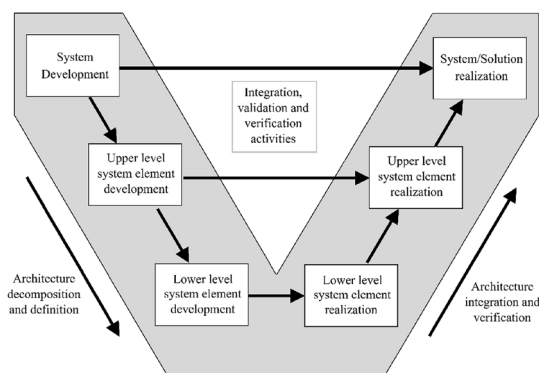 System
Development
System/Solution
realization
Integration,
validation and
verification
activities
Upper level
system element
development
Upper level
system element
realization
Lower level
system element
development
Lower level
system element
realization
Architecture
decomposition
and definition
Architecture
integration and
verification